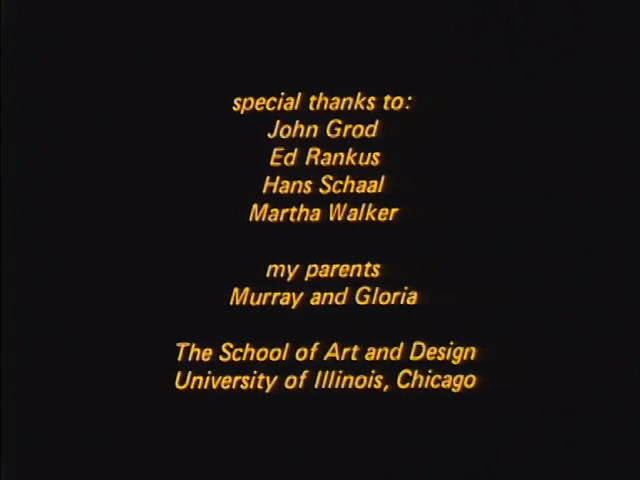 special thanks to:
John Grod
Ed Rankus
Hans Schaal
Martha Walker
my parents
Murray and Gloria
The School of Art and Design
University of Illinois, Chicago